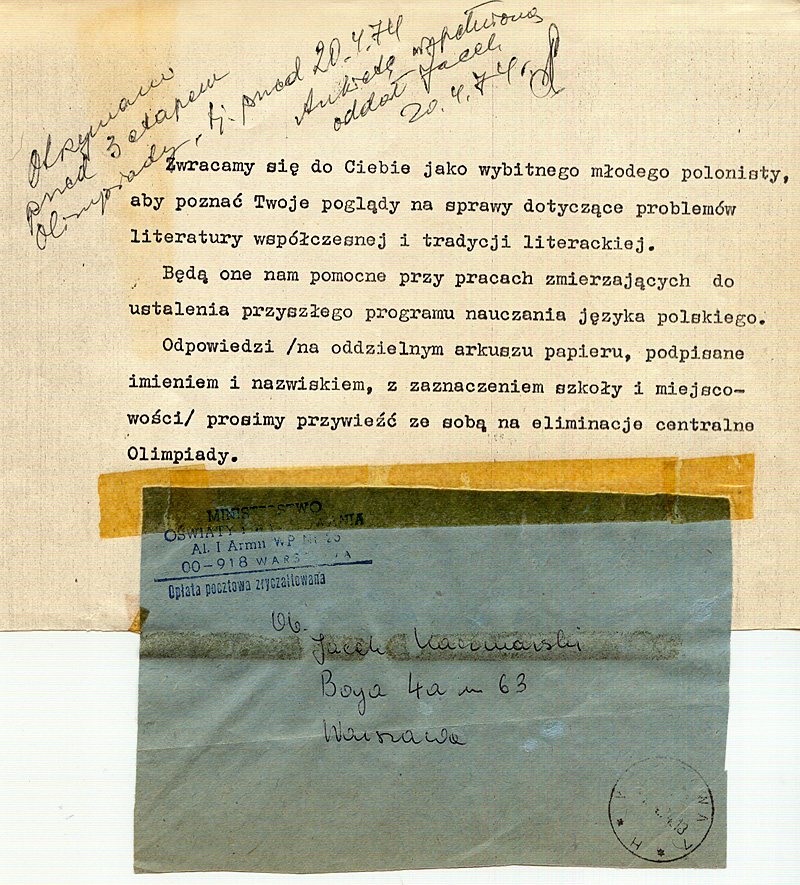 Otrzymano
przed 3 etapem
Olimpiady, tj. przed 20.4.74
Ankietę wypełnioną
oddał Jacek
20.4.74 r.
Zwracamy się do Ciebie jako wybitnego młodego polonisty,
aby poznać Twoje poglądy na sprawy dotyczące problemów
literatury współczesnej i tradycji literackiej.
Będą one nam pomocne przy pracach zmierzających do
ustalenia przyszłego programu nauczania języka polskiego.
Odpowiedzi /na oddzielnym arkuszu papieru, podpisane
imieniem i nazwiskiem, z zaznaczeniem szkoły i miejsco-
wości/ prosimy przywieźć ze sobą na eliminacje centralne
Olimpiady.
MINISTERSTWO
OŚWIATY I WYCHOWANIA
Al. I Armii WP Nr 25
00-918 WARSZAWA
Opłata pocztowa zryczałtowana
Ob.
Jacek Kaczmarski
Boya 4a m 63
Warszawa